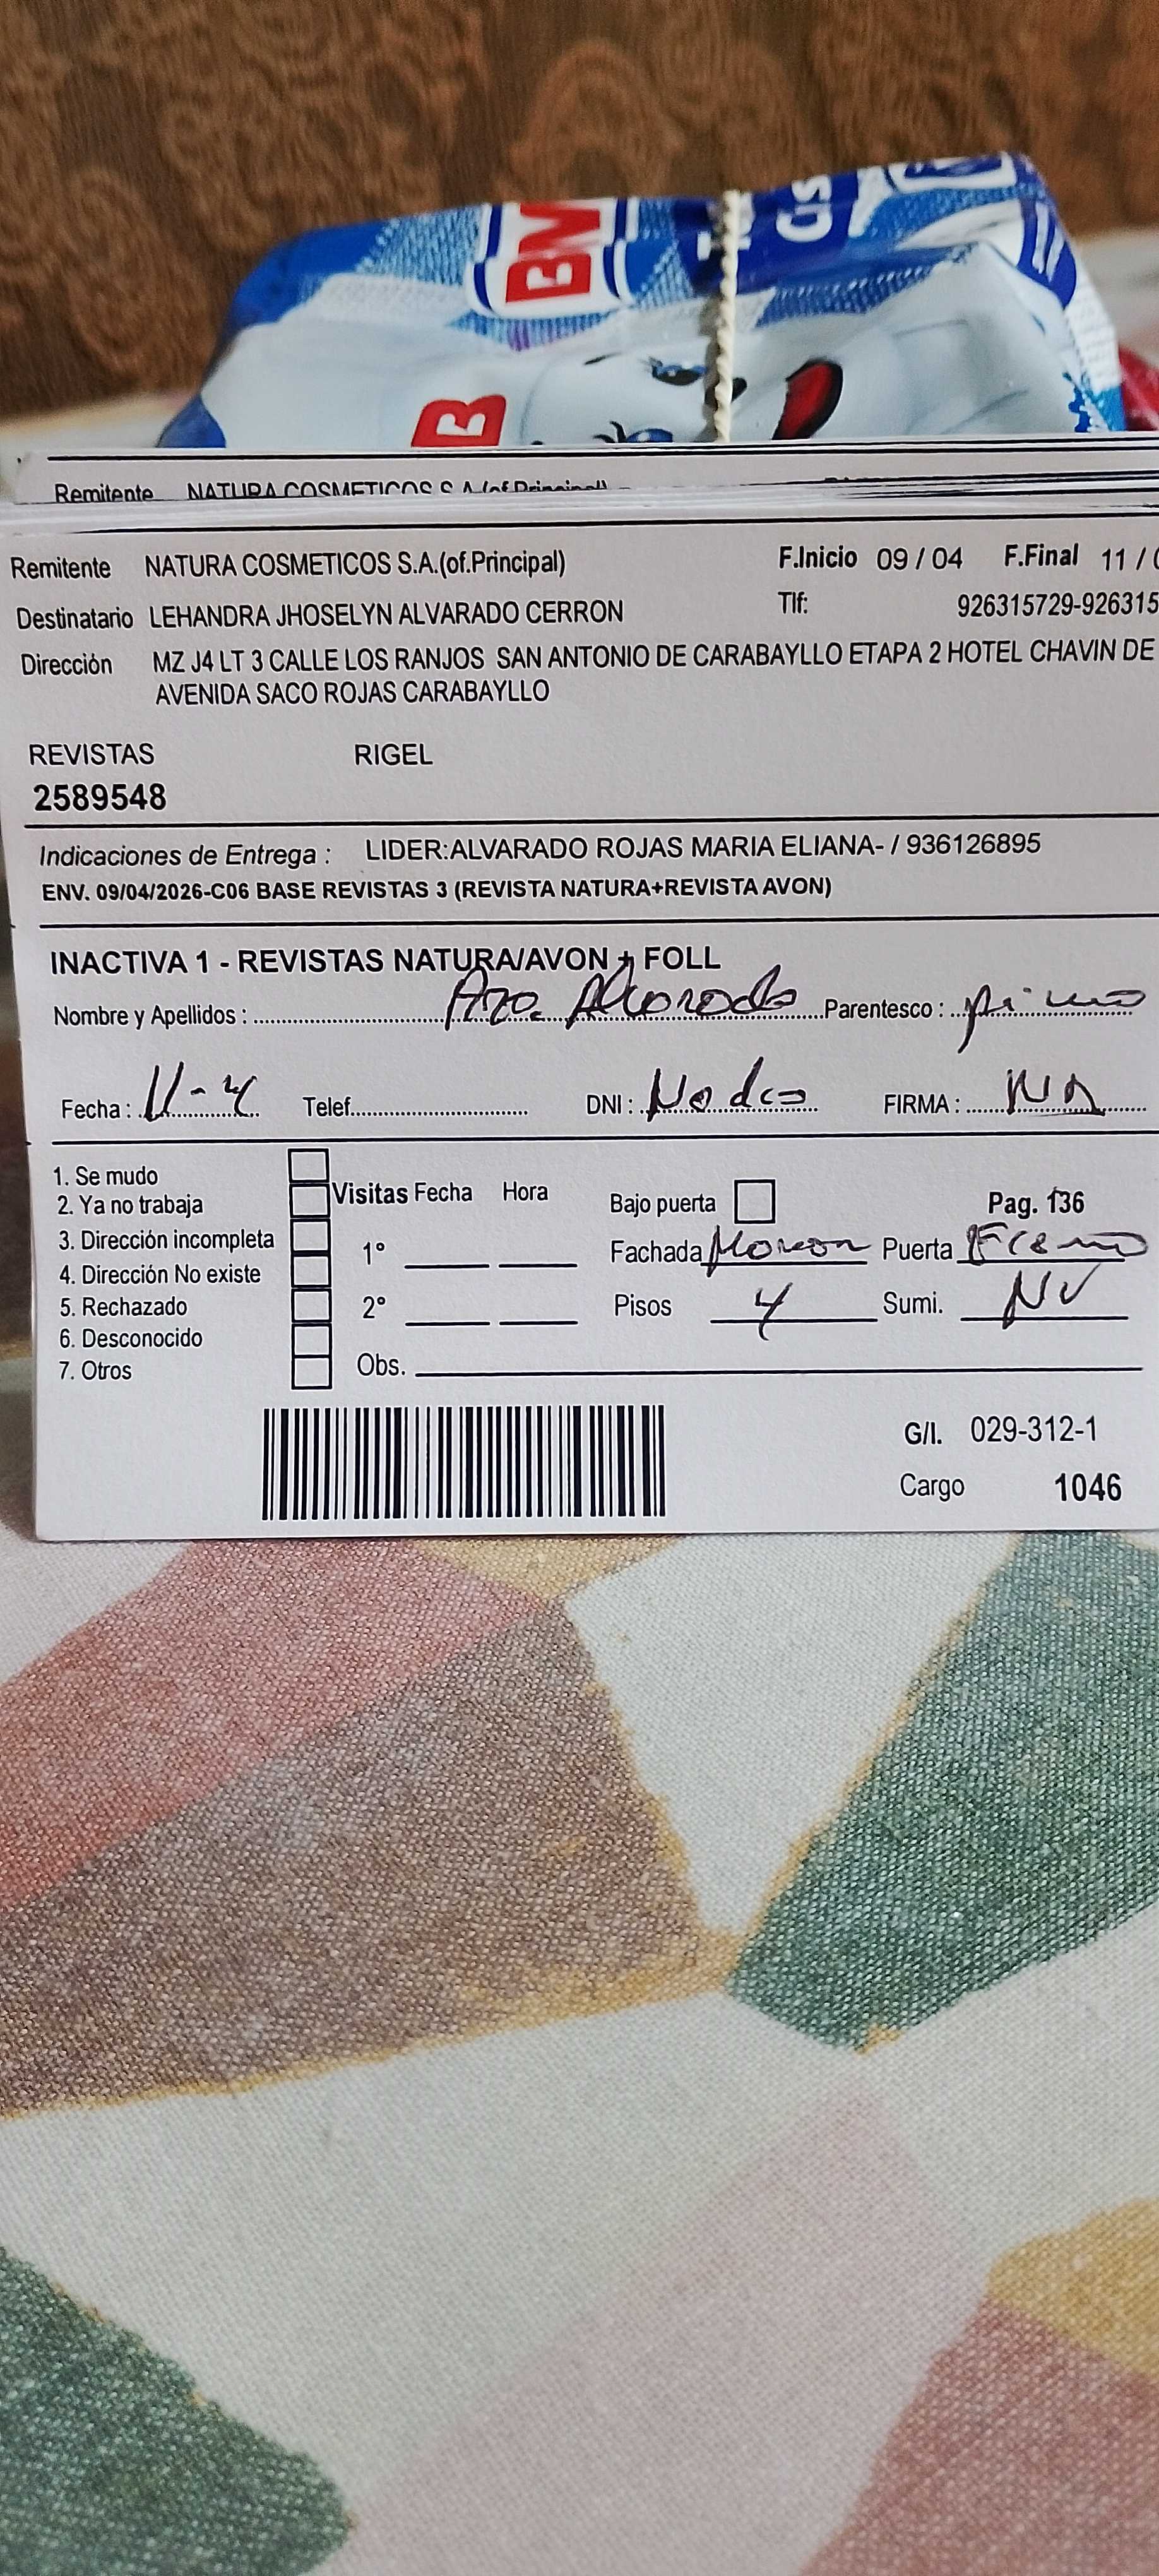 Remitente NATURA COSMETICOS S.A.(of.Principal)
Remitente NATURA COSMETICOS S.A.(of.Principal) F.Inicio 09 / 04 F.Final 11 /
Destinatario LEHANDRA JHOSELYN ALVARADO CERRON Tlf: 926315729-926315
Dirección MZ J4 LT 3 CALLE LOS RANJOS SAN ANTONIO DE CARABAYLLO ETAPA 2 HOTEL CHAVIN DE
AVENIDA SACO ROJAS CARABAYLLO
REVISTAS RIGEL
2589548
Indicaciones de Entrega : LIDER:ALVARADO ROJAS MARIA ELIANA- / 936126895
ENV. 09/04/2026-C06 BASE REVISTAS 3 (REVISTA NATURA+REVISTA AVON)
INACTIVA 1 - REVISTAS NATURA/AVON + FOLL
Nombre y Apellidos : Alvarado Parentesco : primo
Fecha : 11-4 Telef. DNI : FIRMA :
1. Se mudo
2. Ya no trabaja Visitas Fecha Hora Bajo puerta Pag. 136
3. Dirección incompleta 1° Fachada Puerta
4. Dirección No existe
5. Rechazado 2° Pisos 4 Sumi. NV
6. Desconocido
7. Otros Obs.
G/I. 029-312-1
Cargo 1046